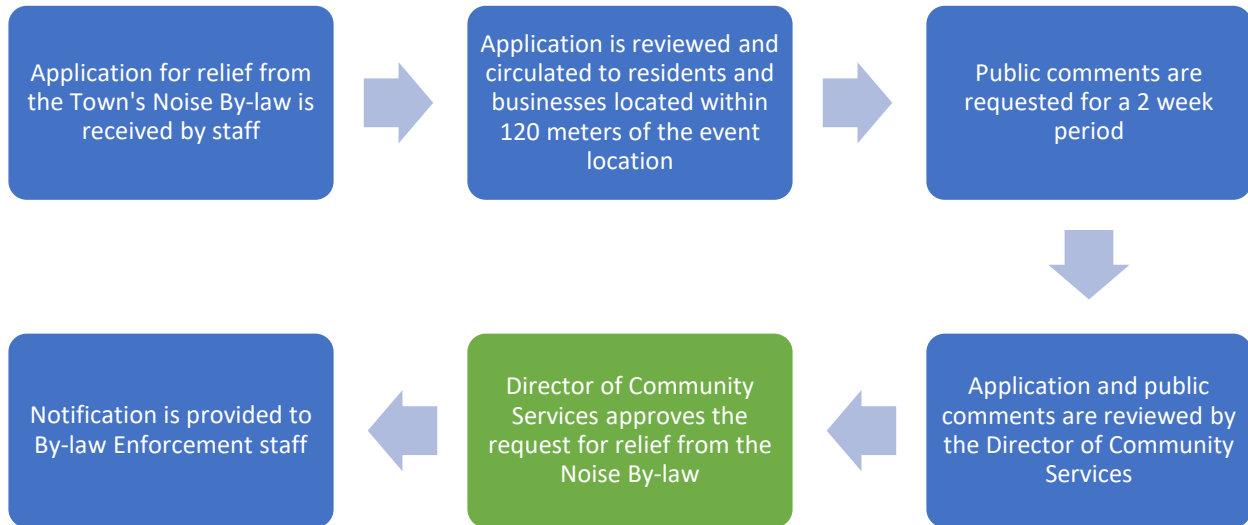 Application for relief from
the Town's Noise By-law is
received by staff
Application is reviewed and
circulated to residents and
businesses located within
120 meters of the event
location
Public comments are
requested for a 2 week
period
Application and public
comments are reviewed by
the Director of Community
Services
Director of Community
Services approves the
request for relief from the
Noise By-law
Notification is provided to
By-law Enforcement staff